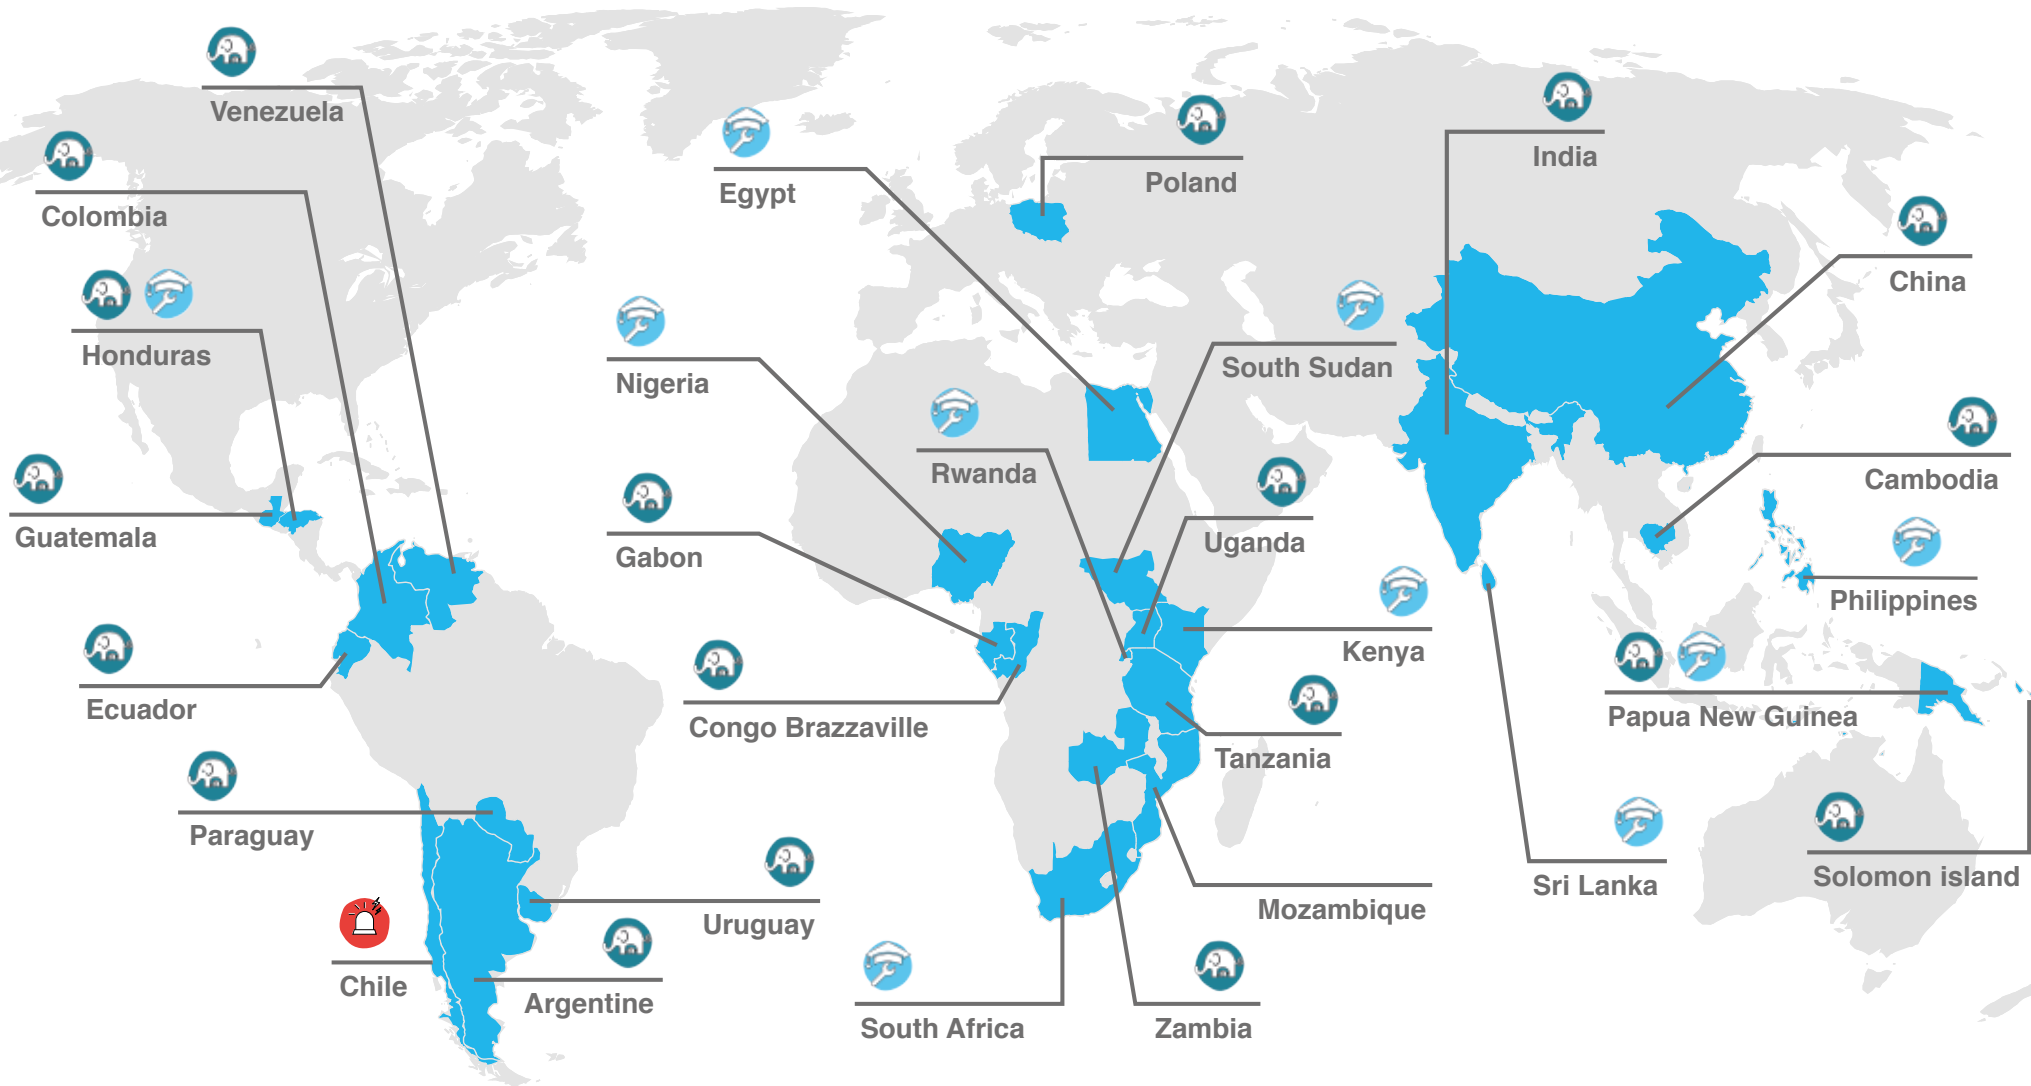 Venezuela
Colombia
Honduras
Guatemala
Ecuador
Paraguay
Chile
Argentine
Uruguay
Egypt
Poland
Nigeria
Gabon
Congo Brazzaville
Rwanda
South Sudan
Uganda
Kenya
Tanzania
Mozambique
South Africa
Zambia
India
China
Cambodia
Philippines
Papua New Guinea
Sri Lanka
Solomon island